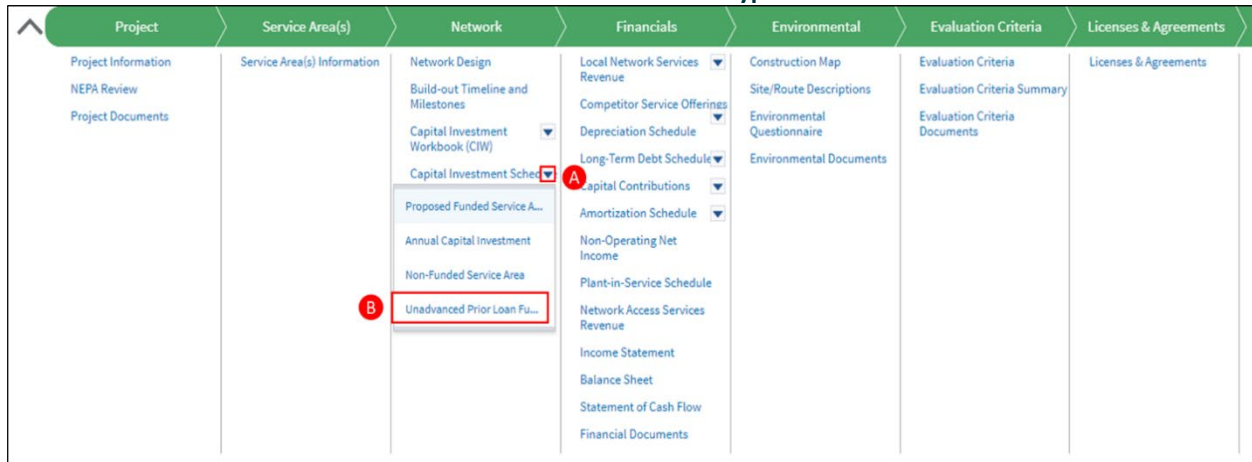 Project
Service Area(s)
Network
Financials
Environmental
Evaluation Criteria
Licenses & Agreements
Project Information
NEPA Review
Project Documents
Service Area(s) Information
Network Design
Build-out Timeline and
Milestones
Capital Investment
Workbook (CIW)
Capital Investment Sched
A
Proposed Funded Service A...
Annual Capital Investment
Non-Funded Service Area
B
Unadvanced Prior Loan Fu...
Local Network Services
Revenue
Competitor Service Offerings
Depreciation Schedule
Long-Term Debt Schedule
Capital Contributions
Amortization Schedule
Non-Operating Net
Income
Plant-in-Service Schedule
Network Access Services
Revenue
Income Statement
Balance Sheet
Statement of Cash Flow
Financial Documents
Construction Map
Site/Route Descriptions
Environmental
Questionnaire
Environmental Documents
Evaluation Criteria
Evaluation Criteria Summary
Evaluation Criteria
Documents
Licenses & Agreements